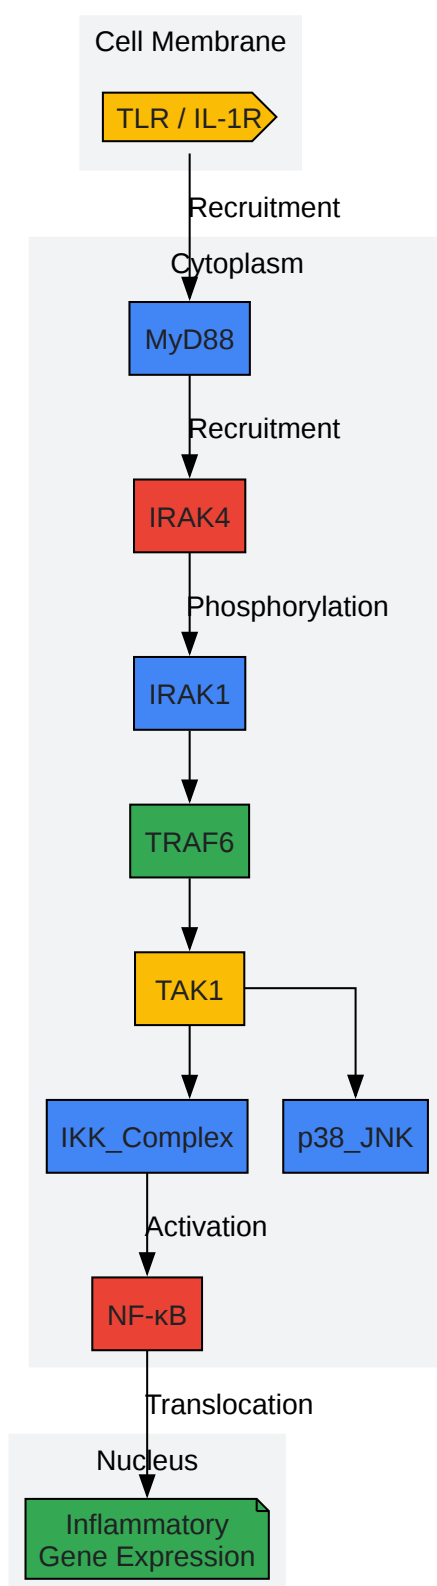 Cell Membrane
TLR / IL-1R
Recruitment
Cytoplasm
MyD88
Recruitment
IRAK4
Phosphorylation
IRAK1
TRAF6
TAK1
IKK_Complex
p38_JNK
Activation
NF-κB
Translocation
Nucleus
Inflammatory
Gene Expression